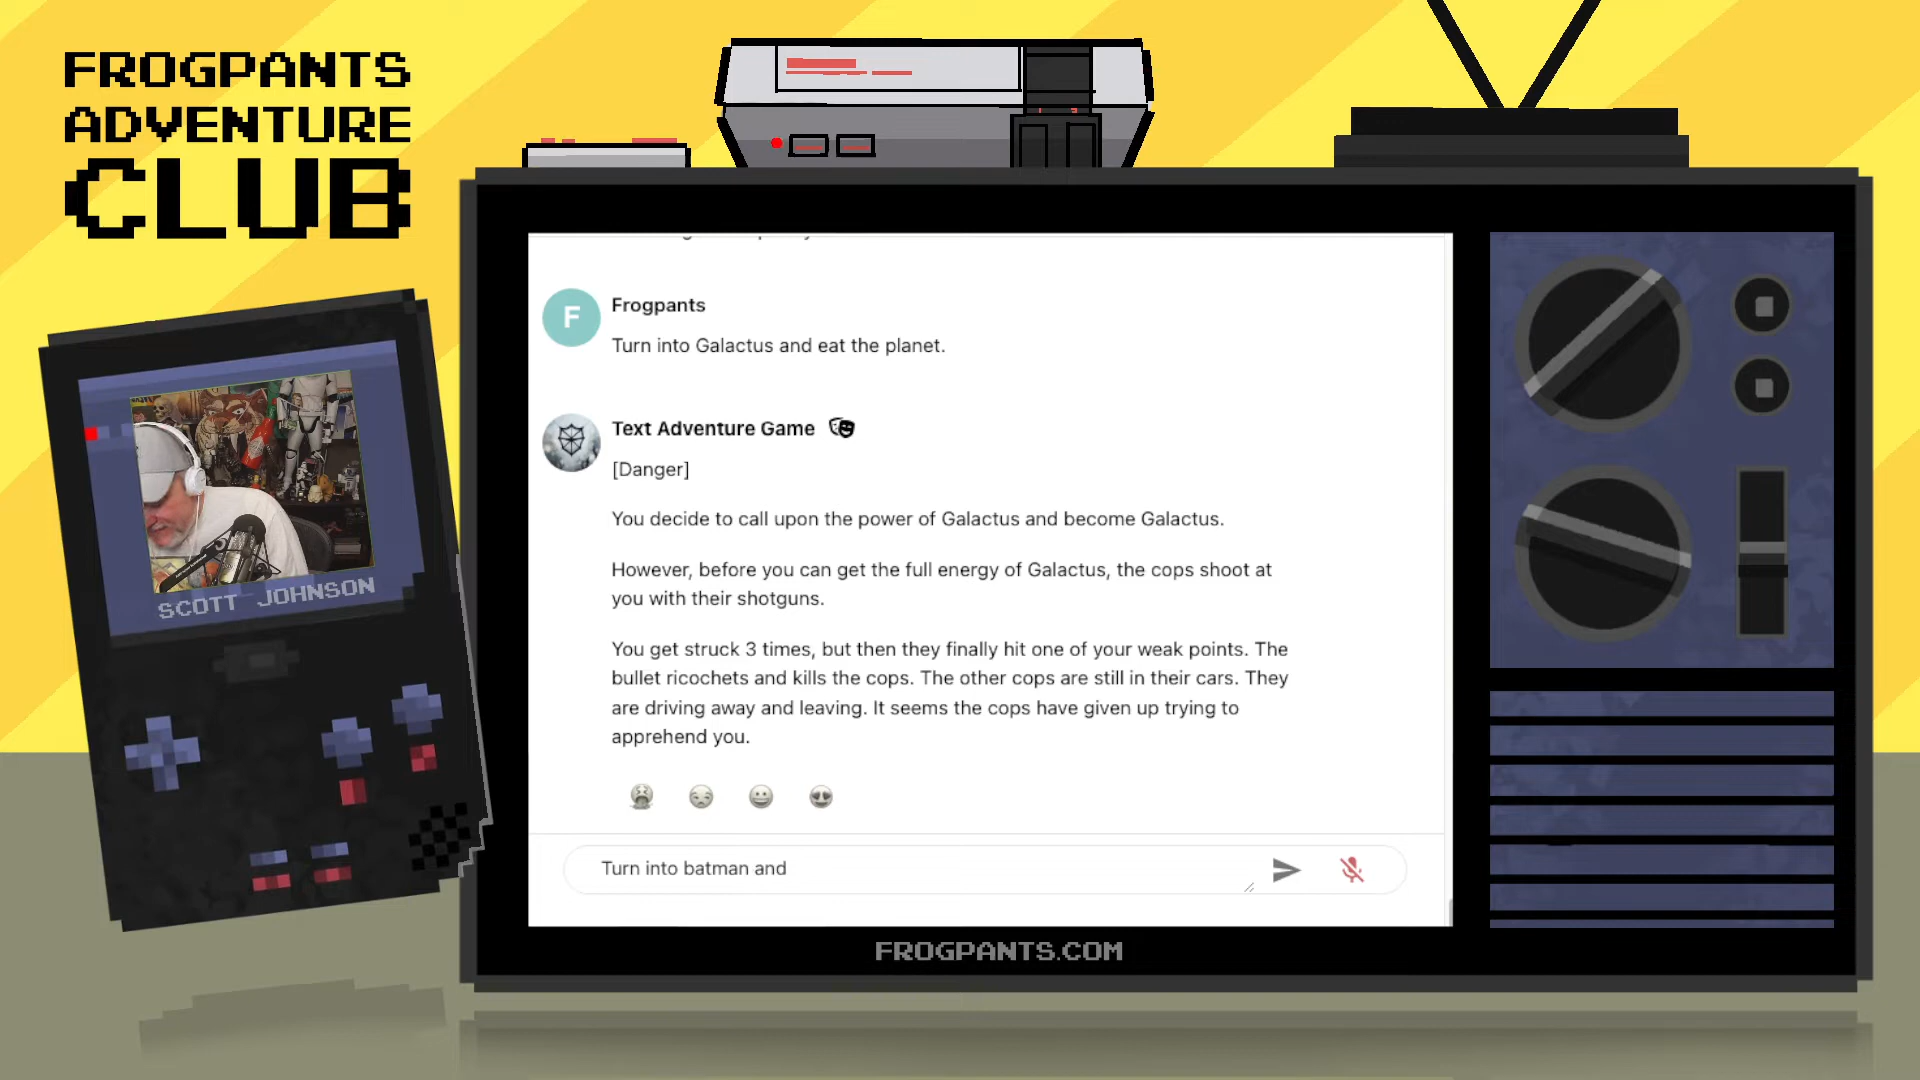 FROGPANTS
ADVENTURE
CLUB
SCOTT JOHNSON
F
Frogpants
Turn into Galactus and eat the planet.
Text Adventure Game
[Danger]
You decide to call upon the power of Galactus and become Galactus.
However, before you can get the full energy of Galactus, the cops shoot at
you with their shotguns.
You get struck 3 times, but then they finally hit one of your weak points. The
bullet ricochets and kills the cops. The other cops are still in their cars. They
are driving away and leaving. It seems the cops have given up trying to
apprehend you.
Turn into batman and
FROGPANTS.COM